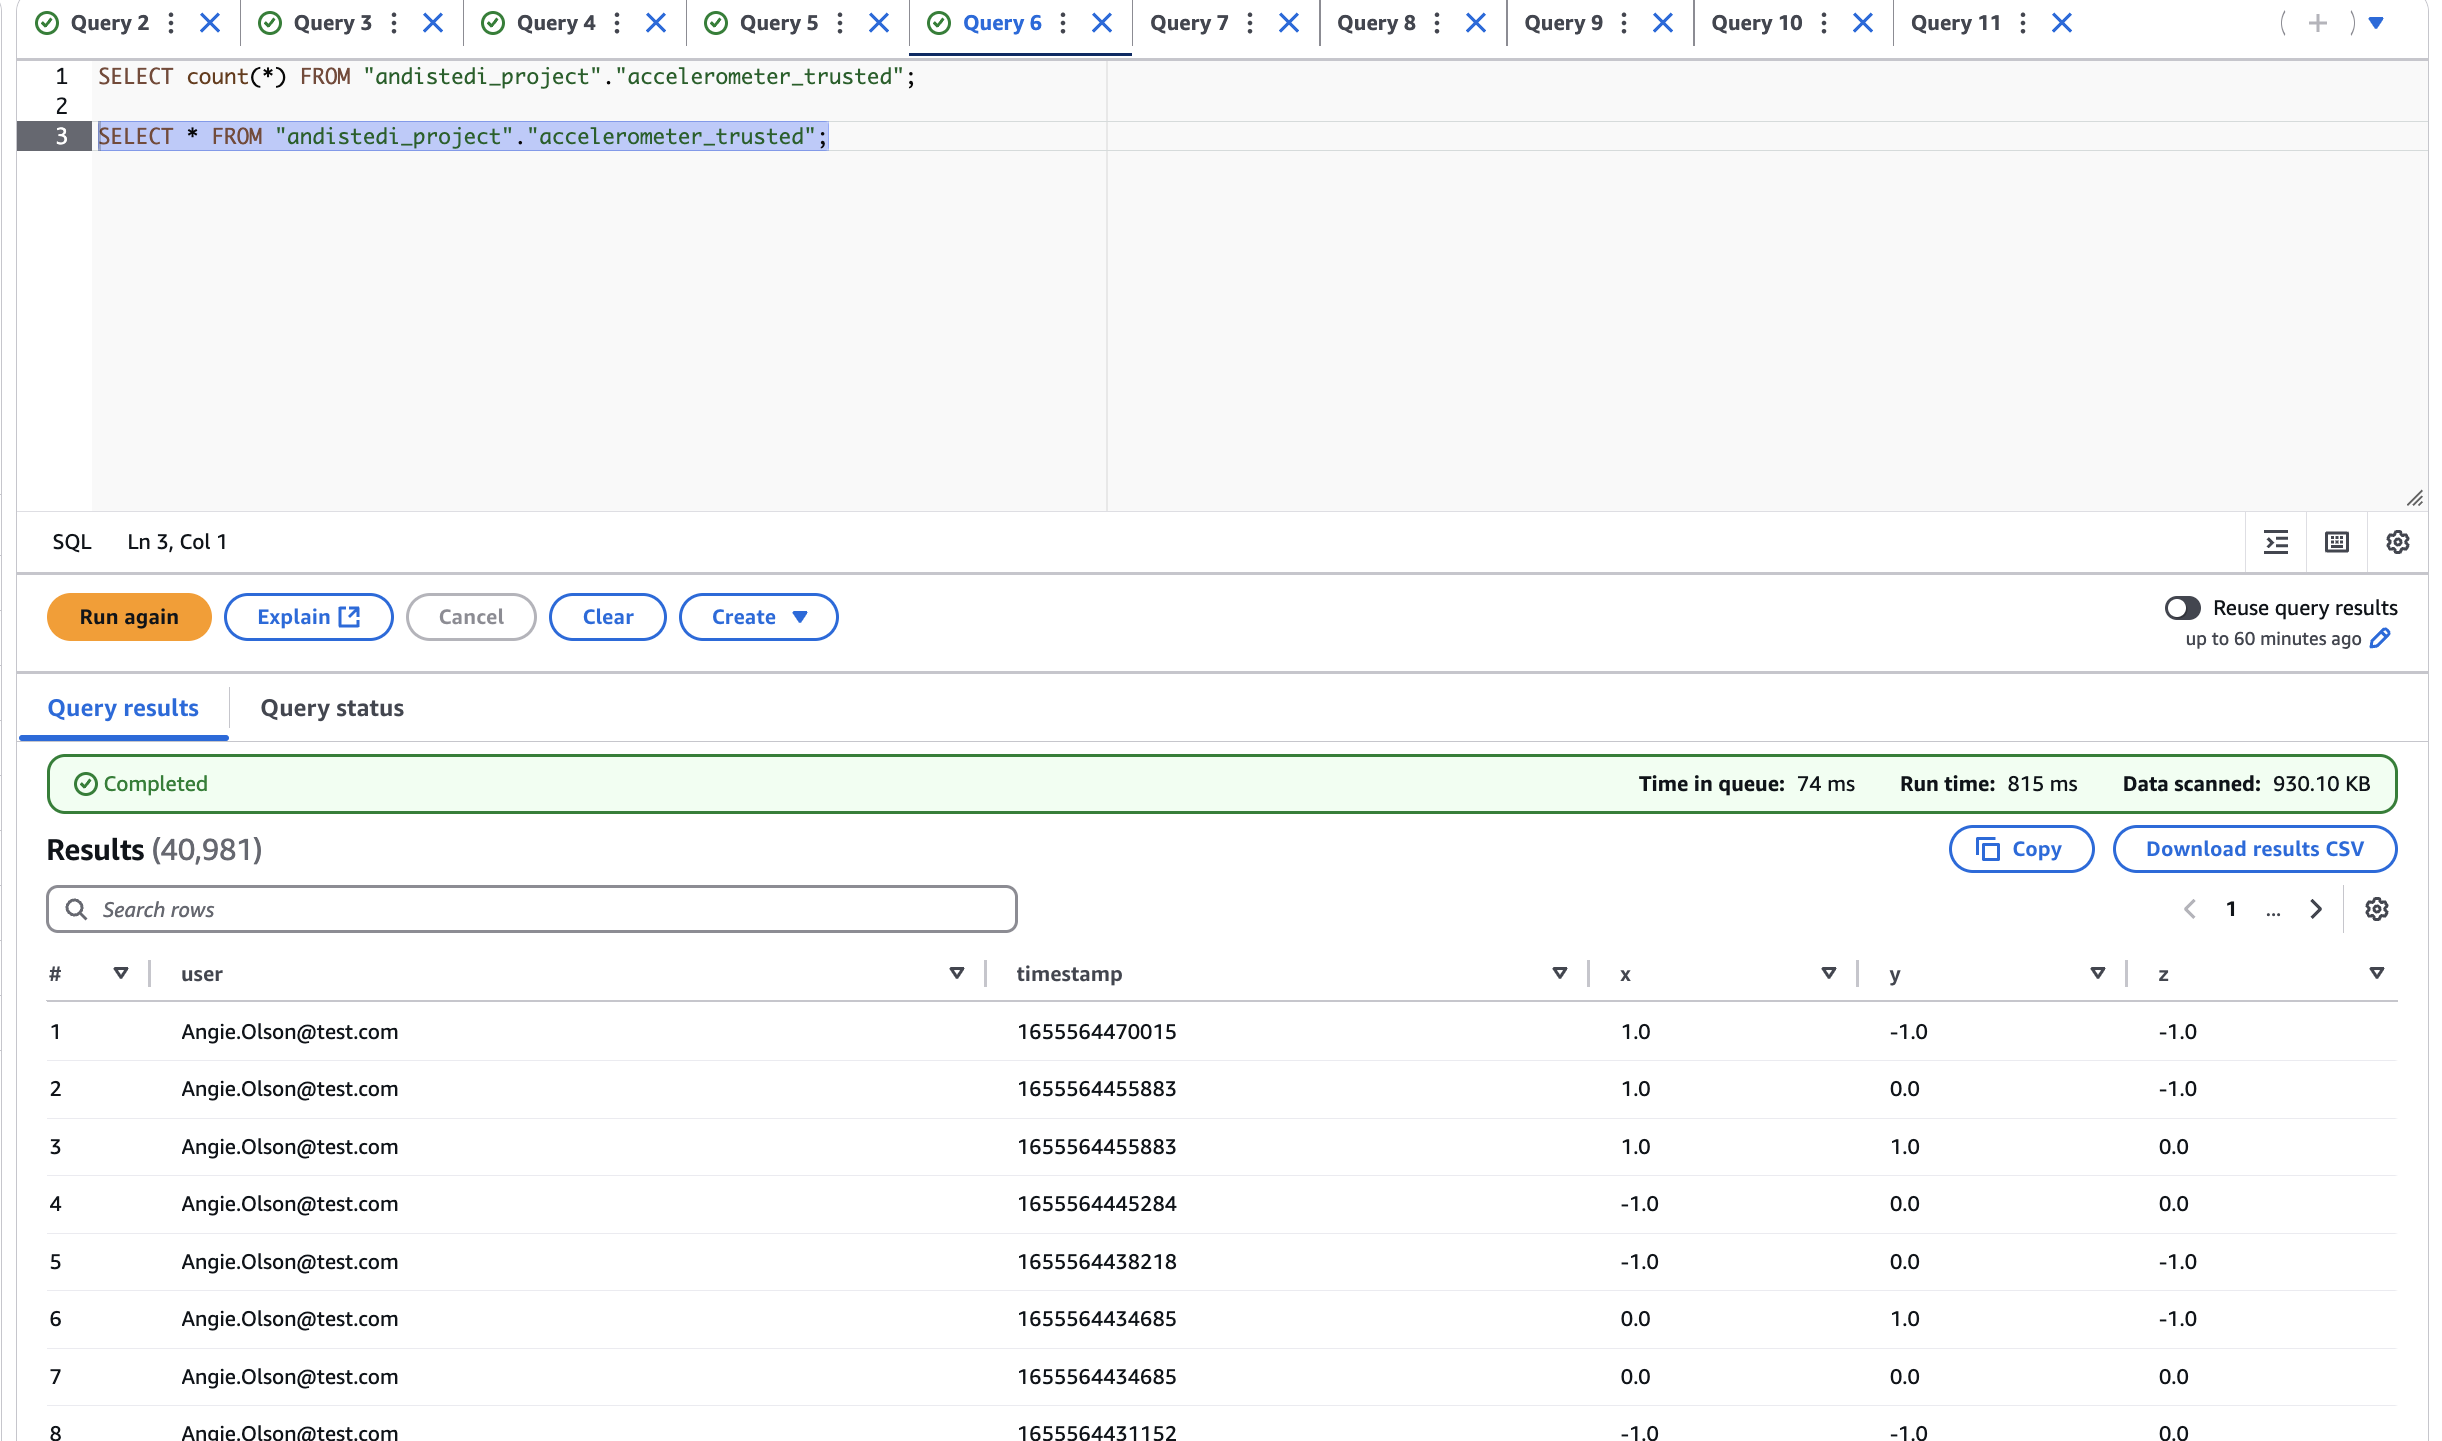 Query 2 Query 3 Query 4 Query 5 Query 6 Query 7 Query 8 Query 9 Query 10 Query 11
1 SELECT count(*) FROM "andistedi_project"."accelerometer_trusted";
2
3 SELECT * FROM "andistedi_project"."accelerometer_trusted";
SQL Ln 3, Col 1
Run again Explain Cancel Clear Create
Reuse query results
up to 60 minutes ago
Query results Query status
Completed Time in queue: 74 ms Run time: 815 ms Data scanned: 930.10 KB
Results (40,981) Copy Download results CSV
Search rows 1 ...
# user timestamp x y z
1 Angie.Olson@test.com 1655564470015 1.0 -1.0 -1.0
2 Angie.Olson@test.com 1655564455883 1.0 0.0 -1.0
3 Angie.Olson@test.com 1655564455883 1.0 1.0 0.0
4 Angie.Olson@test.com 1655564445284 -1.0 0.0 0.0
5 Angie.Olson@test.com 1655564438218 -1.0 0.0 -1.0
6 Angie.Olson@test.com 1655564434685 0.0 1.0 -1.0
7 Angie.Olson@test.com 1655564434685 0.0 0.0 0.0
8 Angie.Olson@test.com 1655564431152 -1.0 -1.0 0.0